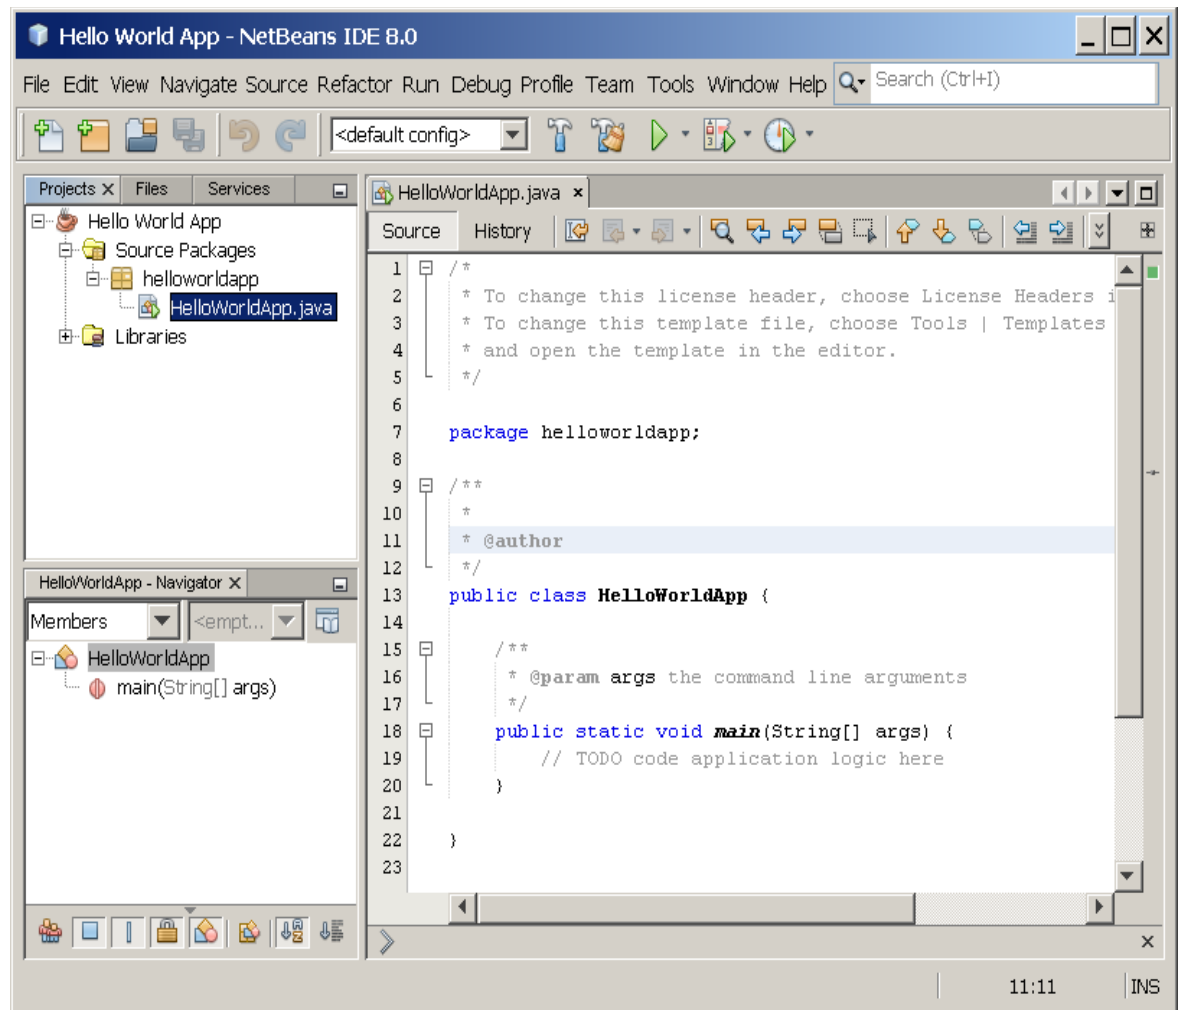 Hello World App - NetBeans IDE 8.0
File Edit View Navigate Source Refactor Run Debug Profile Team Tools Window Help Search (Ctrl+I)
<default config>
Projects Files Services
Hello World App
Source Packages
helloworldapp
HelloWorldApp.java
Libraries
HelloWorldApp - Navigator
Members <empt...
HelloWorldApp
main(String[] args)
HelloWorldApp.java
Source History
1 /*
2 * To change this license header, choose License Headers i
3 * To change this template file, choose Tools | Templates
4 * and open the template in the editor.
5 */
6
7 package helloworldapp;
8
9 /**
10 *
11 * @author
12 */
13 public class HelloWorldApp {
14
15 /**
16 * @param args the command line arguments
17 */
18 public static void main(String[] args) {
19 // TODO code application logic here
20 }
21
22 }
23
11:11 INS